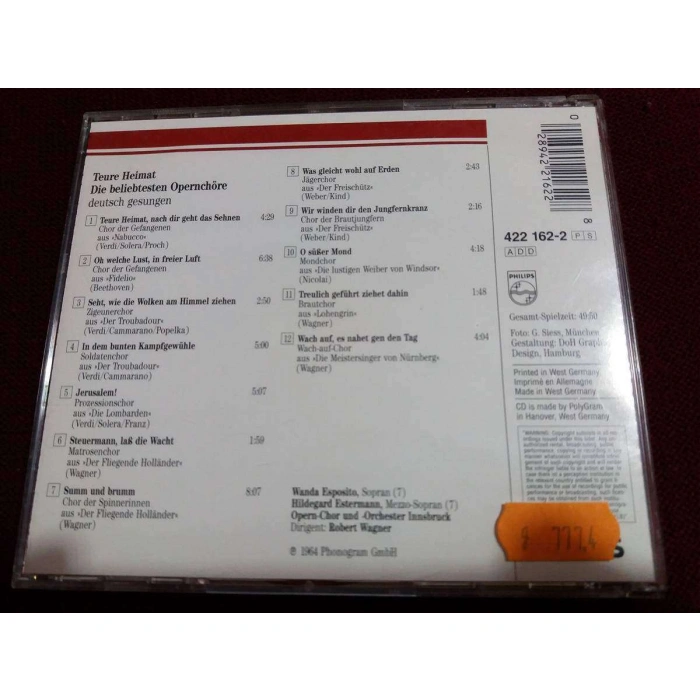 Teure Heimat
Die beliebtesten Opernchöre
deutsch gesungen
1 Teure Heimat, nach dir geht das Sehnen 4:29
Chor der Gefangenen
aus »Nabucco«
(Verdi/Solera/Proch)
2 Oh welche Lust, in freier Luft 6:38
Chor der Gefangenen
aus »Fidelio«
(Beethoven)
3 Seht, wie die Wolken am Himmel ziehen 2:50
Zigeunerchor
aus »Der Troubadour«
(Verdi/Cammarano/Popelka)
4 In dem bunten Kampfgewühle 5:00
Soldatenchor
aus »Der Troubadour«
(Verdi/Cammarano)
5 Jerusalem! 5:07
Prozessionschor
aus »Die Lombarden«
(Verdi/Solera/Franz)
6 Steuermann, laß die Wacht 1:59
Matrosenchor
aus »Der Fliegende Holländer«
(Wagner)
7 Summ und brumm 8:07
Chor der Spinnerinnen
aus »Der Fliegende Holländer«
(Wagner)
8 Was gleicht wohl auf Erden 2:43
Jägerchor
aus »Der Freischütz«
(Weber/Kind)
9 Wir winden dir den Jungfernkranz 2:16
Chor der Brautjungfern
aus »Der Freischütz«
(Weber/Kind)
10 O süßer Mond 4:18
Mondchor
aus »Die lustigen Weiber von Windsor«
(Nicolai)
11 Treulich geführt ziehet dahin 1:48
Brautchor
aus »Lohengrin«
(Wagner)
12 Wach auf, es nahet gen den Tag 4:04
Wach-auf-Chor
aus »Die Meistersinger von Nürnberg«
(Wagner)
Wanda Esposito, Sopran (7)
Hildegard Estermann, Mezzo-Sopran (7)
Opern-Chor und -Orchester Innsbruck
Dirigent: Robert Wagner
℗ 1964 Phonogram GmbH
0 28942 21622 8
422 162-2 PS
ADD
PHILIPS
Gesamt-Spielzeit: 49:50
Foto: G. Siess, München
Gestaltung: Doll Graphic
Design, Hamburg
Printed in West Germany
Imprimé en Allemagne
Made in West Germany
CD is made by PolyGram
in Hanover, West Germany